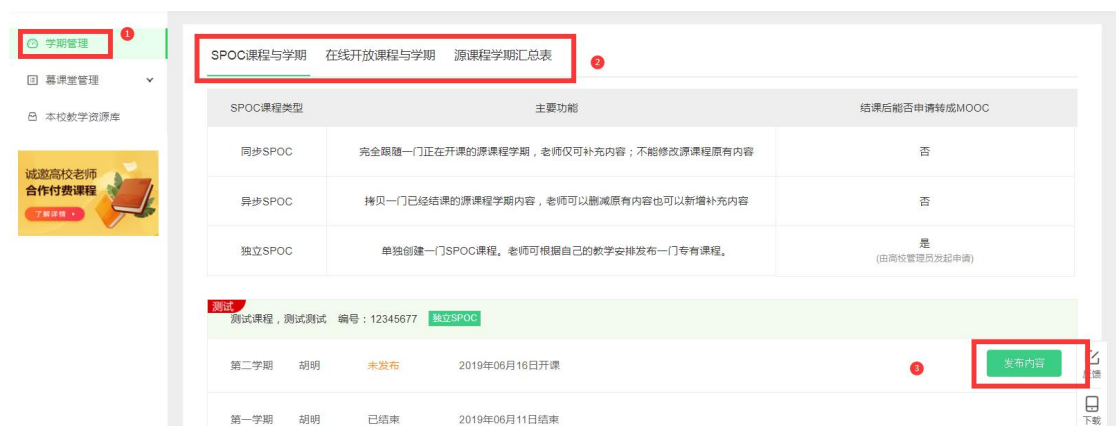 学期管理
1
慕课堂管理
本校教学资源库
诚邀高校老师
合作付费课程
了解详情
SPOC课程与学期 在线开放课程与学期 源课程学期汇总表
2
SPOC课程类型 主要功能 结课后能否申请转成MOOC
同步SPOC 完全跟随一门正在开课的源课程学期，老师仅可补充内容；不能修改源课程原有内容 否
异步SPOC 拷贝一门已经结课的源课程学期内容，老师可以删减原有内容也可以新增补充内容 否
独立SPOC 单独创建一门SPOC课程。老师可根据自己的教学安排发布一门专有课程。 是
(由高校管理员发起申请)
测试
测试课程，测试测试 编号：12345677 独立SPOC
第二学期 胡明 未发布 2019年06月16日开课 3 发布内容
反馈
第一学期 胡明 已结束 2019年06月11日结束
下载